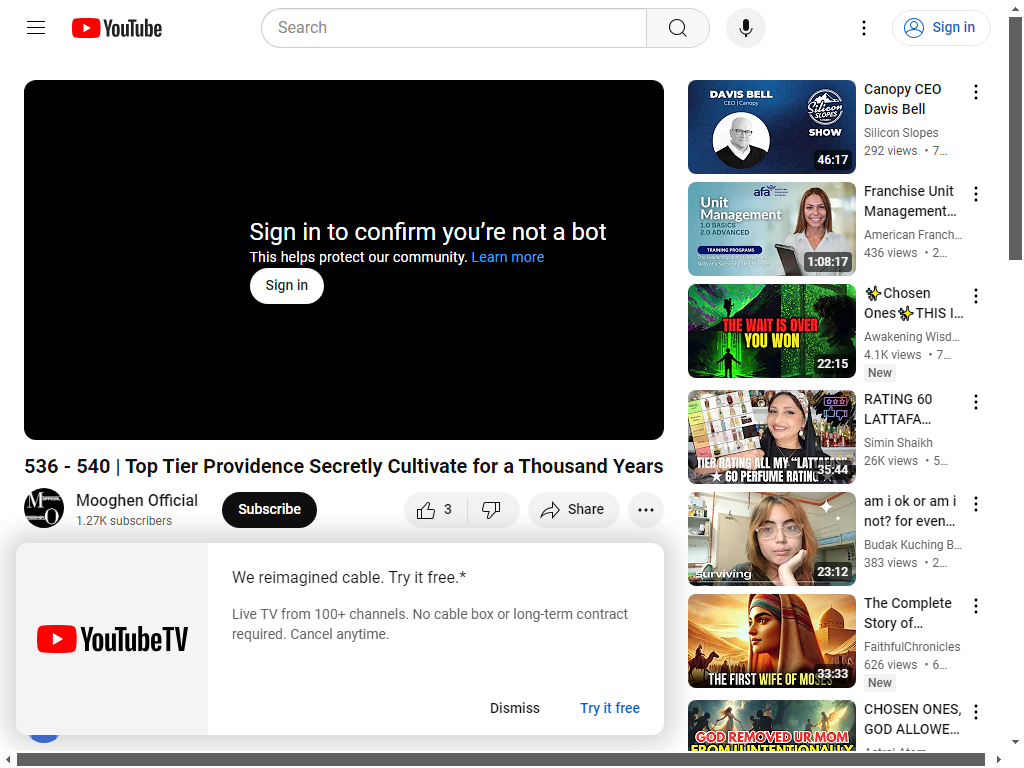 YouTube
Search
Sign in
Sign in to confirm you're not a bot
This helps protect our community. Learn more
Sign in
536 - 540 | Top Tier Providence Secretly Cultivate for a Thousand Years
Mooghen Official
1.27K subscribers
Subscribe
3
Share
We reimagined cable. Try it free.*
Live TV from 100+ channels. No cable box or long-term contract
required. Cancel anytime.
YouTubeTV
Dismiss
Try it free
DAVIS BELL
CEO | Canopy
Silicon
SLOPES
SHOW
46:17
Canopy CEO
Davis Bell
Silicon Slopes
292 views • 7…
afa
Unit
Management
1.0 BASICS
2.0 ADVANCED
TRAINING PROGRAMS
1:08:17
Franchise Unit
Management…
American Franch…
436 views • 2…
THE WAIT IS OVER
YOU WON
22:15
✨Chosen
Ones✨THIS I…
Awakening Wisd…
4.1K views • 7…
New
TIER RATING ALL MY "LATT
60 PERFUME RATING
35:44
RATING 60
LATTAFA…
Simin Shaikh
26K views • 5…
surviving
23:12
am i ok or am i
not? for even…
Budak Kuching B…
383 views • 2…
THE FIRST WIFE OF MOSES
33:33
The Complete
Story of…
FaithfulChronicles
626 views • 6…
New
GOD REMOVED UR MOM
FROM U INTENTIONALLY
CHOSEN ONES,
GOD ALLOWE…